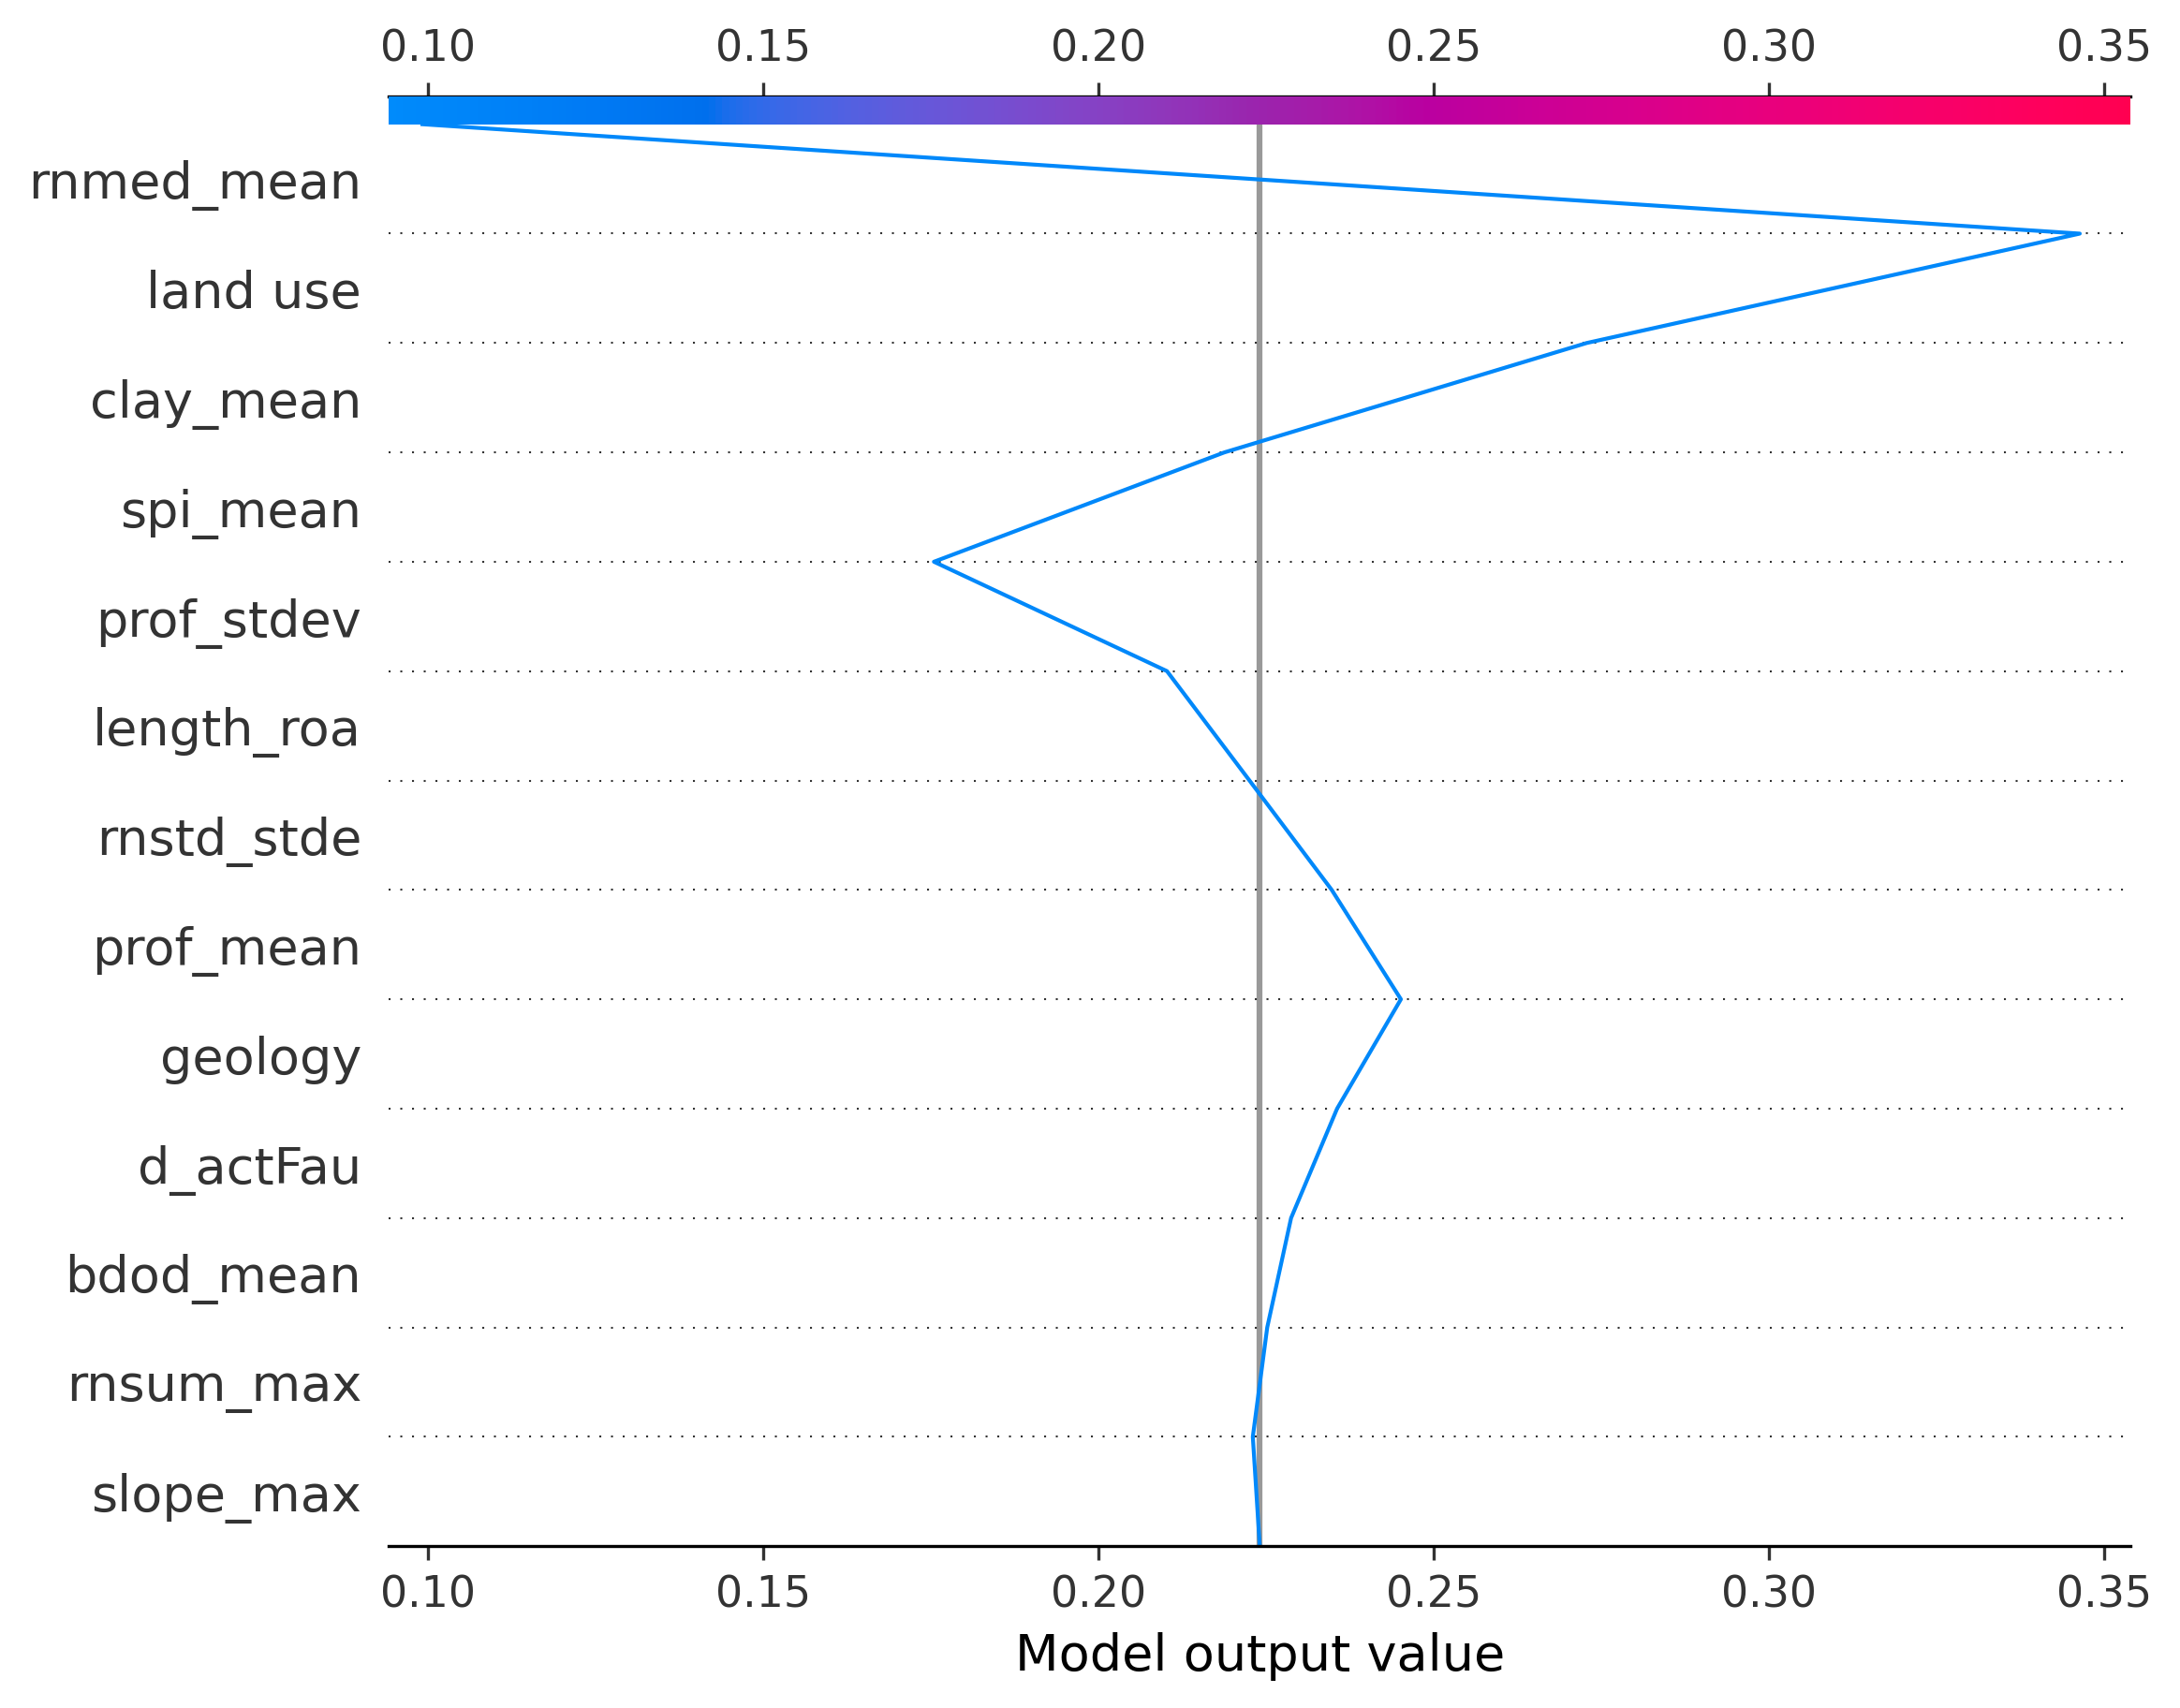 0.10 0.15 0.20 0.25 0.30 0.35
rnmed_mean
land use
clay_mean
spi_mean
prof_stdev
length_roa
rnstd_stde
prof_mean
geology
d_actFau
bdod_mean
rnsum_max
slope_max
0.10 0.15 0.20 0.25 0.30 0.35
Model output value